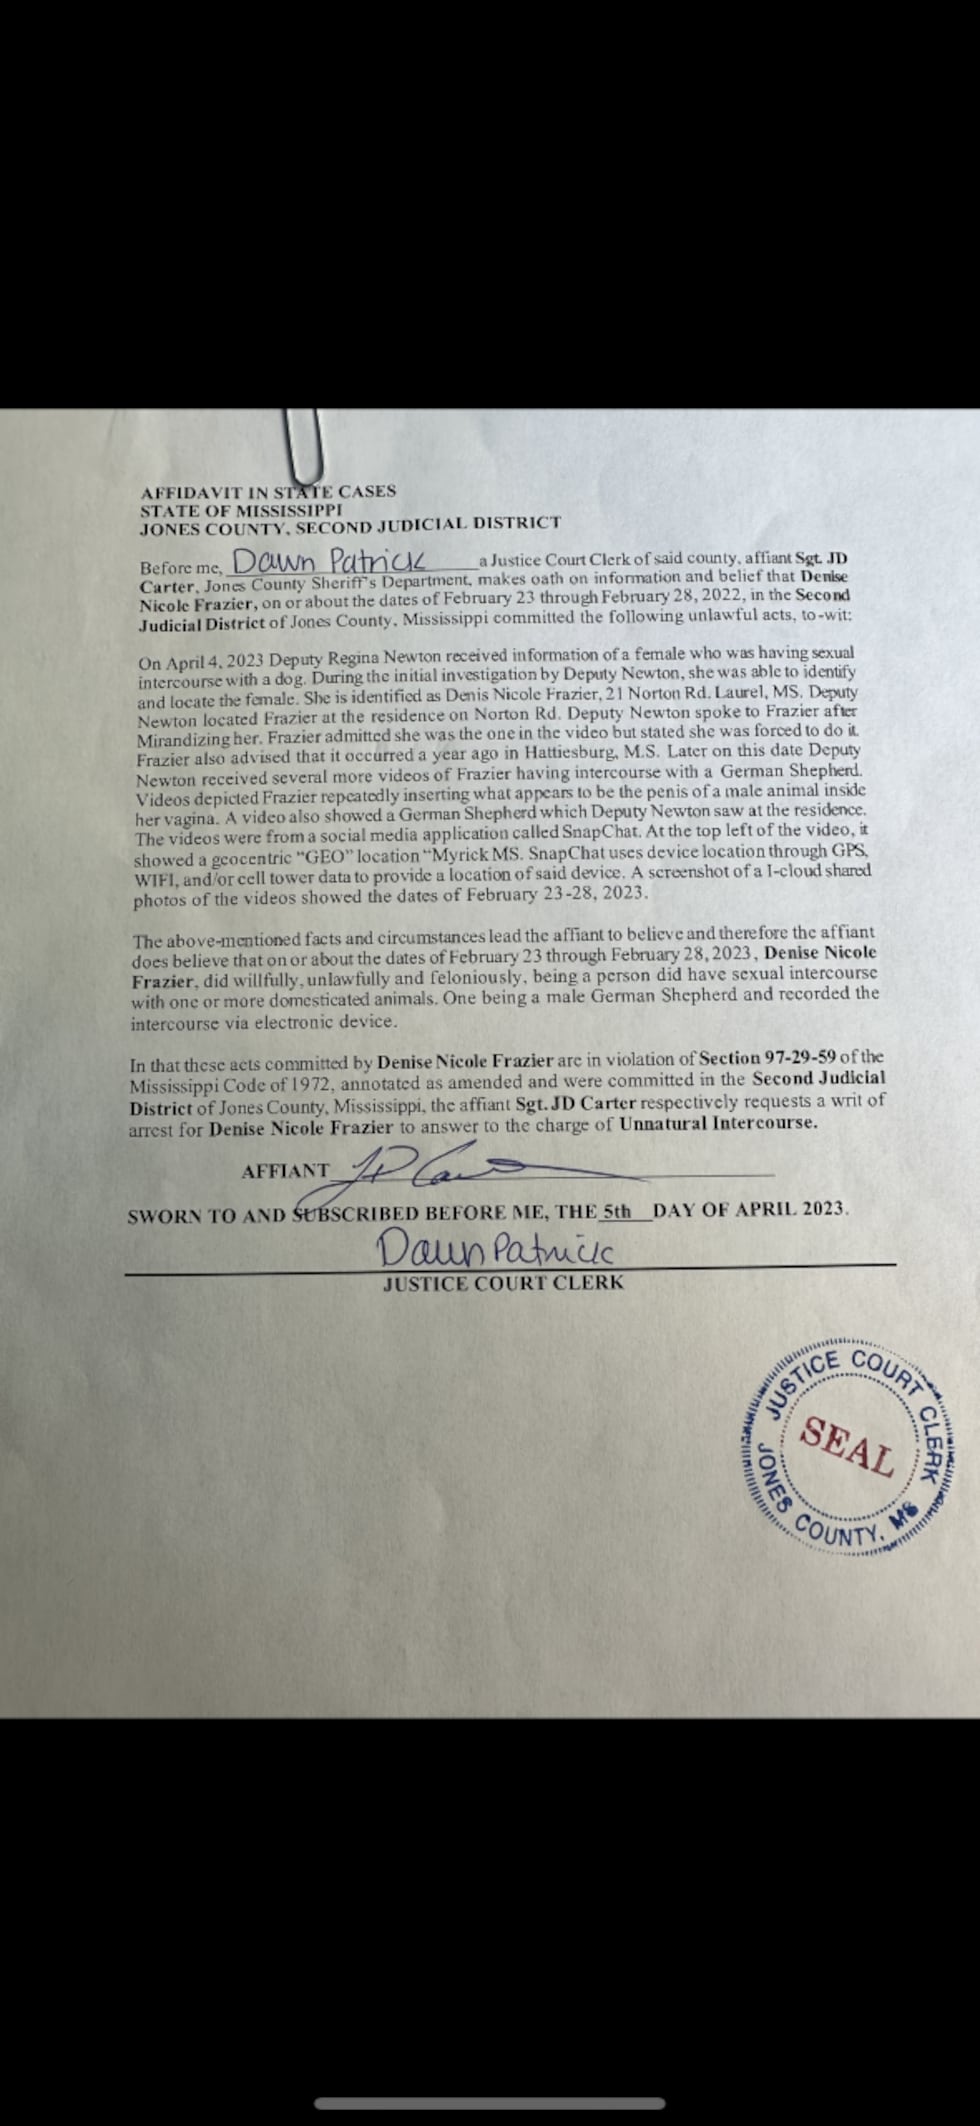 AFFIDAVIT IN STATE CASES
STATE OF MISSISSIPPI
JONES COUNTY, SECOND JUDICIAL DISTRICT
Before me, Dawn Patrick a Justice Court Clerk of said county, affiant Sgt. JD
Carter, Jones County Sheriff's Department, makes oath on information and belief that Denise
Nicole Frazier, on or about the dates of February 23 through February 28, 2022, in the Second
Judicial District of Jones County, Mississippi committed the following unlawful acts, to-wit:
On April 4, 2023 Deputy Regina Newton received information of a female who was having sexual
intercourse with a dog. During the initial investigation by Deputy Newton, she was able to identify
and locate the female. She is identified as Denis Nicole Frazier, 21 Norton Rd. Laurel, MS. Deputy
Newton located Frazier at the residence on Norton Rd. Deputy Newton spoke to Frazier after
Mirandizing her. Frazier admitted she was the one in the video but stated she was forced to do it.
Frazier also advised that it occurred a year ago in Hattiesburg, M.S. Later on this date Deputy
Newton received several more videos of Frazier having intercourse with a German Shepherd.
Videos depicted Frazier repeatedly inserting what appears to be the penis of a male animal inside
her vagina. A video also showed a German Shepherd which Deputy Newton saw at the residence.
The videos were from a social media application called SnapChat. At the top left of the video, it
showed a geocentric "GEO" location "Myrick MS. SnapChat uses device location through GPS,
WIFI, and/or cell tower data to provide a location of said device. A screenshot of a I-cloud shared
photos of the videos showed the dates of February 23-28, 2023.
The above-mentioned facts and circumstances lead the affiant to believe and therefore the affiant
does believe that on or about the dates of February 23 through February 28, 2023, Denise Nicole
Frazier, did willfully, unlawfully and feloniously, being a person did have sexual intercourse
with one or more domesticated animals. One being a male German Shepherd and recorded the
intercourse via electronic device.
In that these acts committed by Denise Nicole Frazier are in violation of Section 97-29-59 of the
Mississippi Code of 1972, annotated as amended and were committed in the Second Judicial
District of Jones County, Mississippi, the affiant Sgt. JD Carter respectively requests a writ of
arrest for Denise Nicole Frazier to answer to the charge of Unnatural Intercourse.
AFFIANT JD Carter
SWORN TO AND SUBSCRIBED BEFORE ME, THE 5th DAY OF APRIL 2023.
Dawn Patrick
JUSTICE COURT CLERK
JUSTICE COURT CLERK
SEAL
JONES COUNTY, MS